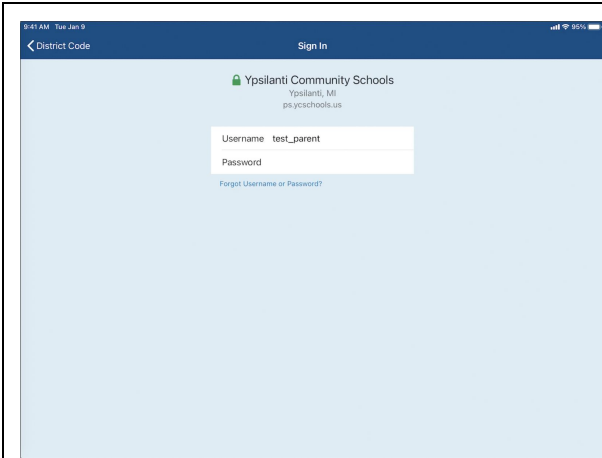 9:41 AM Tue Jan 9 95%
District Code Sign In
Ypsilanti Community Schools
Ypsilanti, MI
ps.ycschools.us
Username test_parent
Password
Forgot Username or Password?